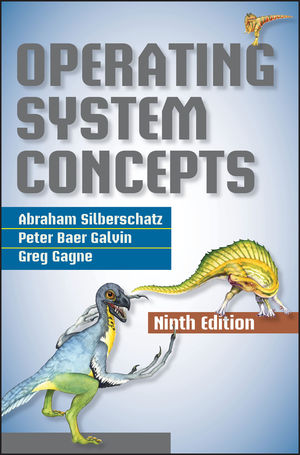 OPERATING
SYSTEM
CONCEPTS
Abraham Silberschatz
Peter Baer Galvin
Greg Gagne
Ninth Edition